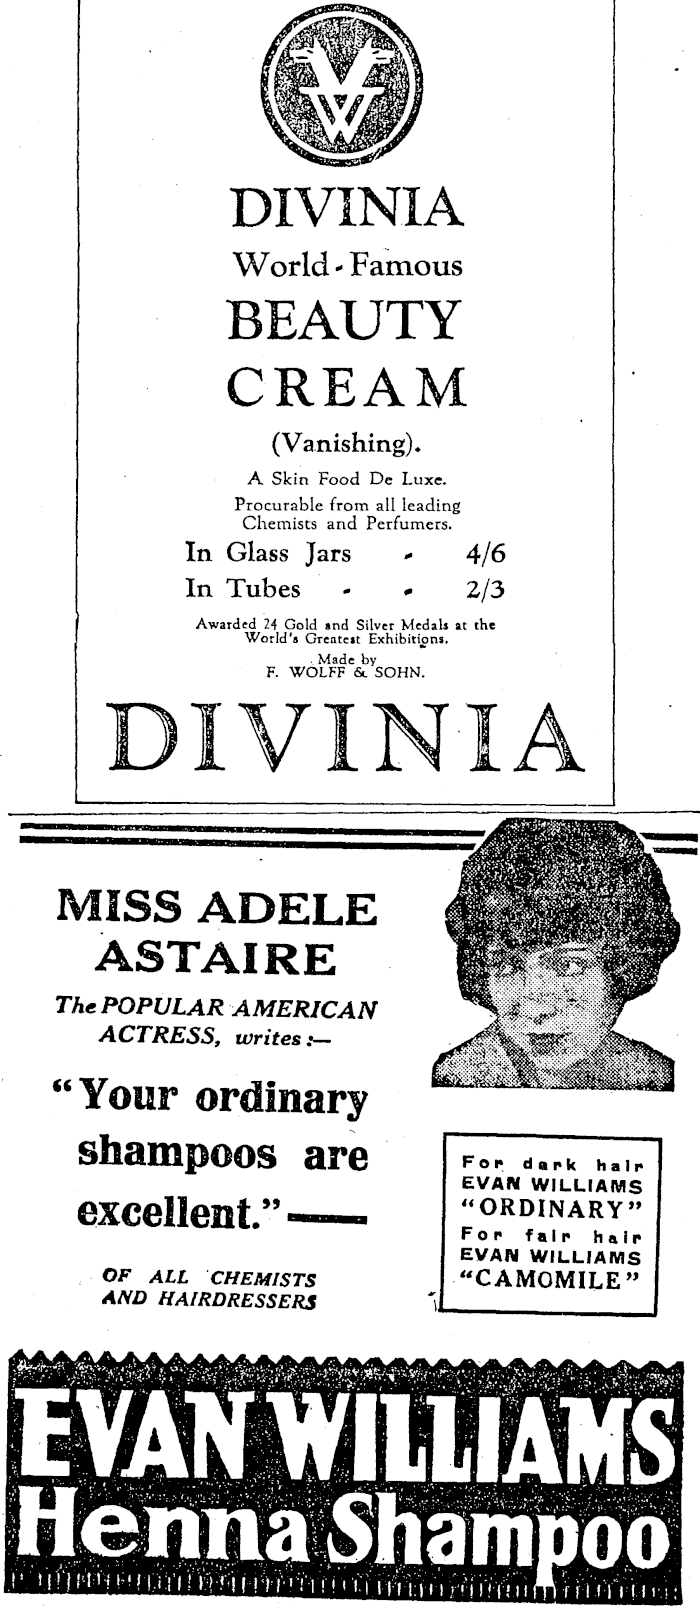 DIVINIA
World-Famous
BEAUTY
CREAM
(Vanishing).
A Skin Food De Luxe.
Procurable from all leading
Chemists and Perfumers.
In Glass Jars - 4/6
In Tubes - - 2/3
Awarded 24 Gold and Silver Medals at the
World's Greatest Exhibitions.
Made by
F. WOLFF & SOHN.
DIVINIA
MISS ADELE
ASTAIRE
The POPULAR AMERICAN
ACTRESS, writes:—
“Your ordinary
shampoos are
excellent.”—
OF ALL CHEMISTS
AND HAIRDRESSERS
For dark hair
EVAN WILLIAMS
“ORDINARY”
For fair hair
EVAN WILLIAMS
“CAMOMILE”
EVAN WILLIAMS
Henna Shampoo